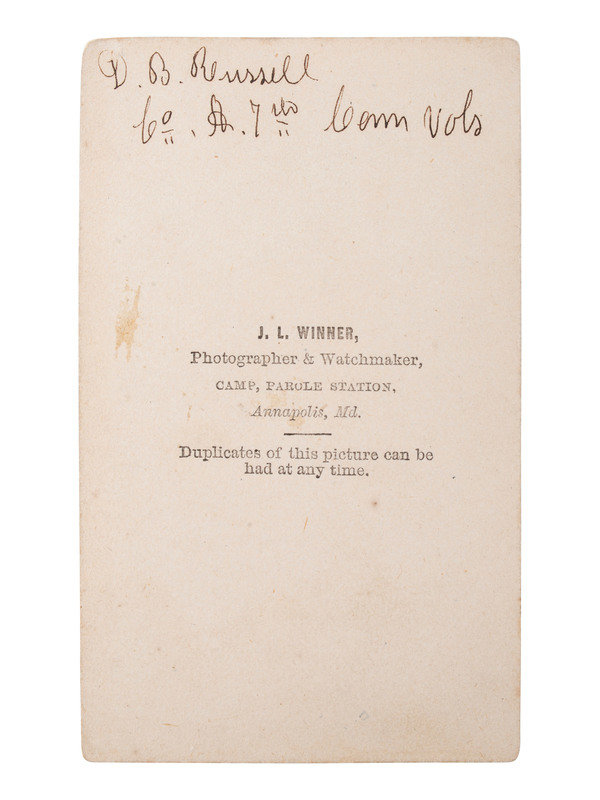 D. B. Russell
Co. A. 7th Conn Vols
J. L. WINNER,
Photographer & Watchmaker,
CAMP, PAROLE STATION,
Annapolis, Md.
Duplicates of this picture can be
had at any time.